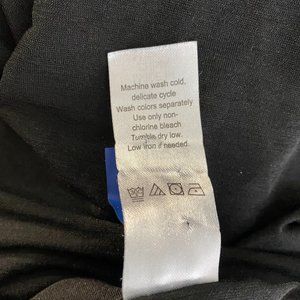 Machine wash cold,
delicate cycle
Wash colors separately
Use only non-
chlorine bleach
Tumble dry low.
Low iron if needed